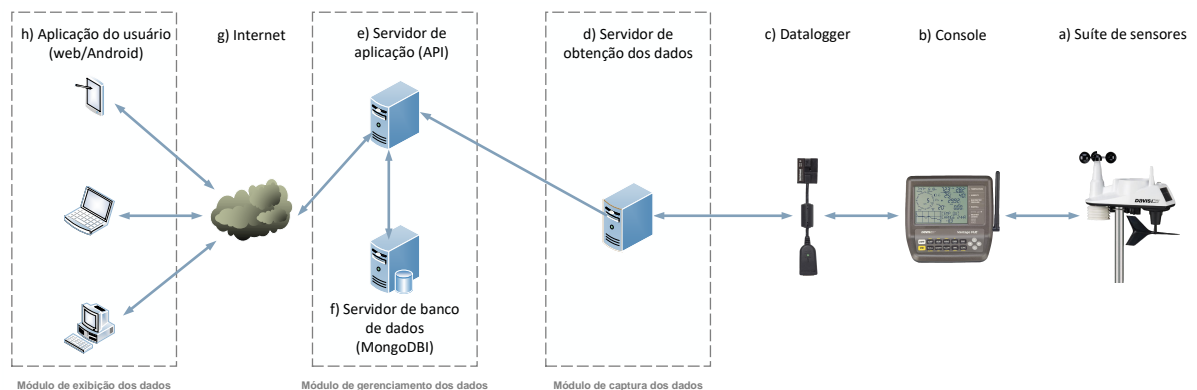 h) Aplicação do usuário
(web/Android)
g) Internet
e) Servidor de
aplicação (API)
d) Servidor de
obtenção dos dados
c) Datalogger
b) Console
a) Suíte de sensores
DAVIS
f) Servidor de banco
de dados
(MongoDBI)
Módulo de exibição dos dados
Módulo de gerenciamento dos dados
Módulo de captura dos dados